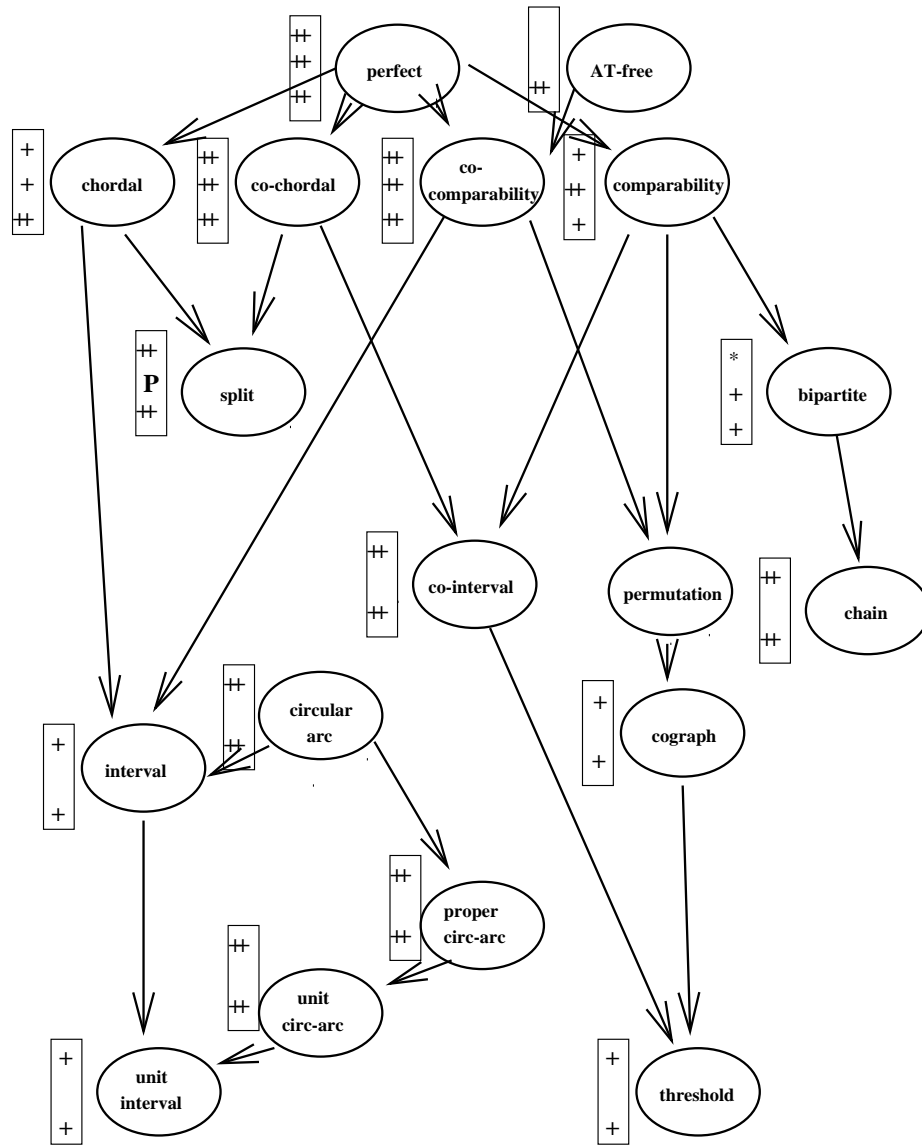 ⧺
⧺
⧺
perfect
⧺
AT-free
+
+
⧺
chordal
⧺
⧺
⧺
co-chordal
⧺
⧺
⧺
co-
comparability
+
⧺
+
comparability
⧺
P
⧺
split
*
+
+
bipartite
⧺
⧺
co-interval
permutation
⧺
⧺
chain
⧺
⧺
circular
arc
+
+
cograph
+
+
interval
⧺
⧺
proper
circ-arc
⧺
⧺
unit
circ-arc
+
+
unit
interval
+
+
threshold